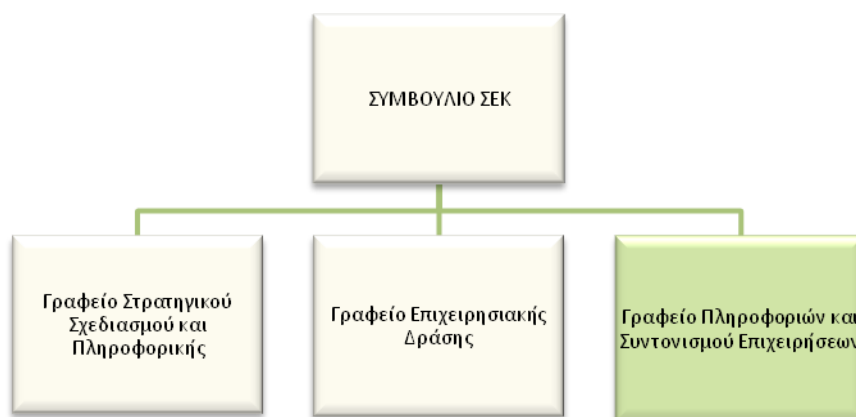 ΣΥΜΒΟΥΛΙΟ ΣΕΚ
Γραφείο Στρατηγικού
Σχεδιασμού και
Πληροφορικής
Γραφείο Επιχειρησιακής
Δράσης
Γραφείο Πληροφοριών και
Συντονισμού Επιχειρήσεων